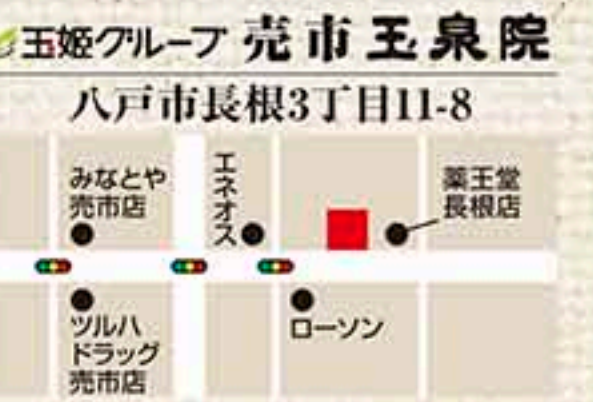 玉姫グループ 売市玉泉院
八戸市長根3丁目11-8
みなとや
売市店
エネオス
薬王堂
長根店
ツルハ
ドラッグ
売市店
ローソン